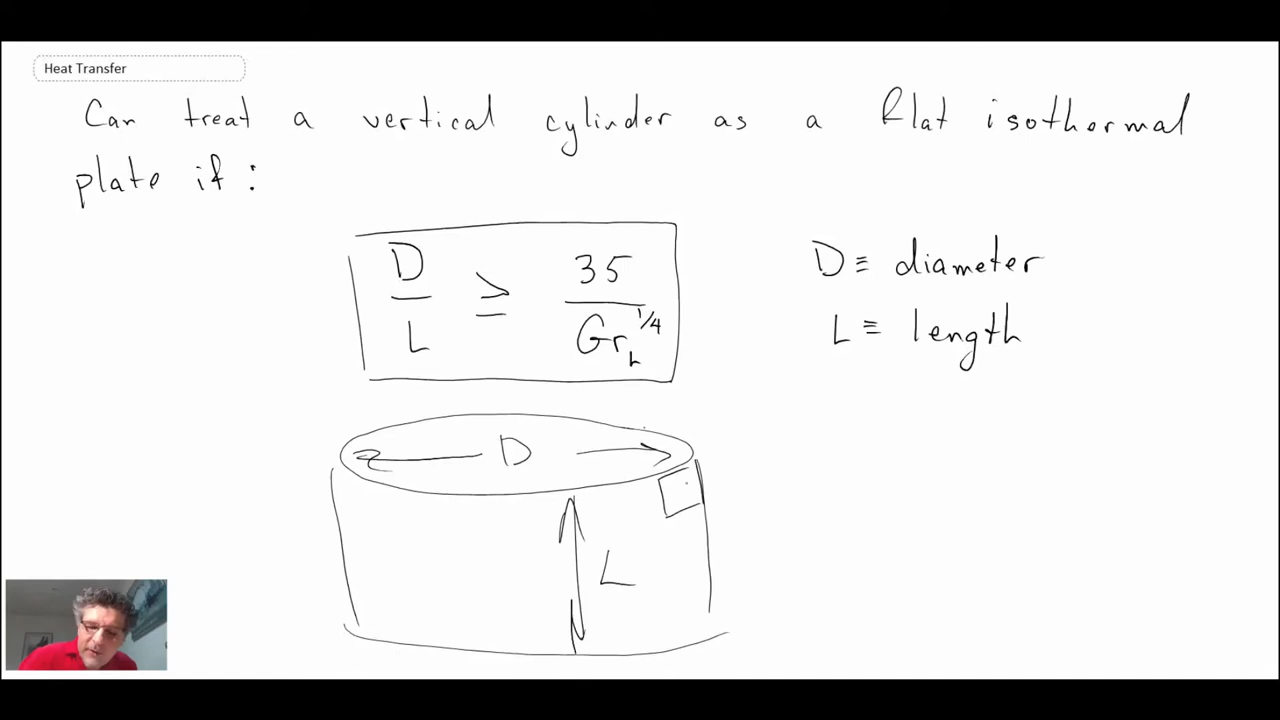 Heat Transfer
Can treat a vertical cylinder as a flat isothermal
plate if:
D/L ≥ 35/Gr_L^1/4
D ≡ diameter
L ≡ length
D
L